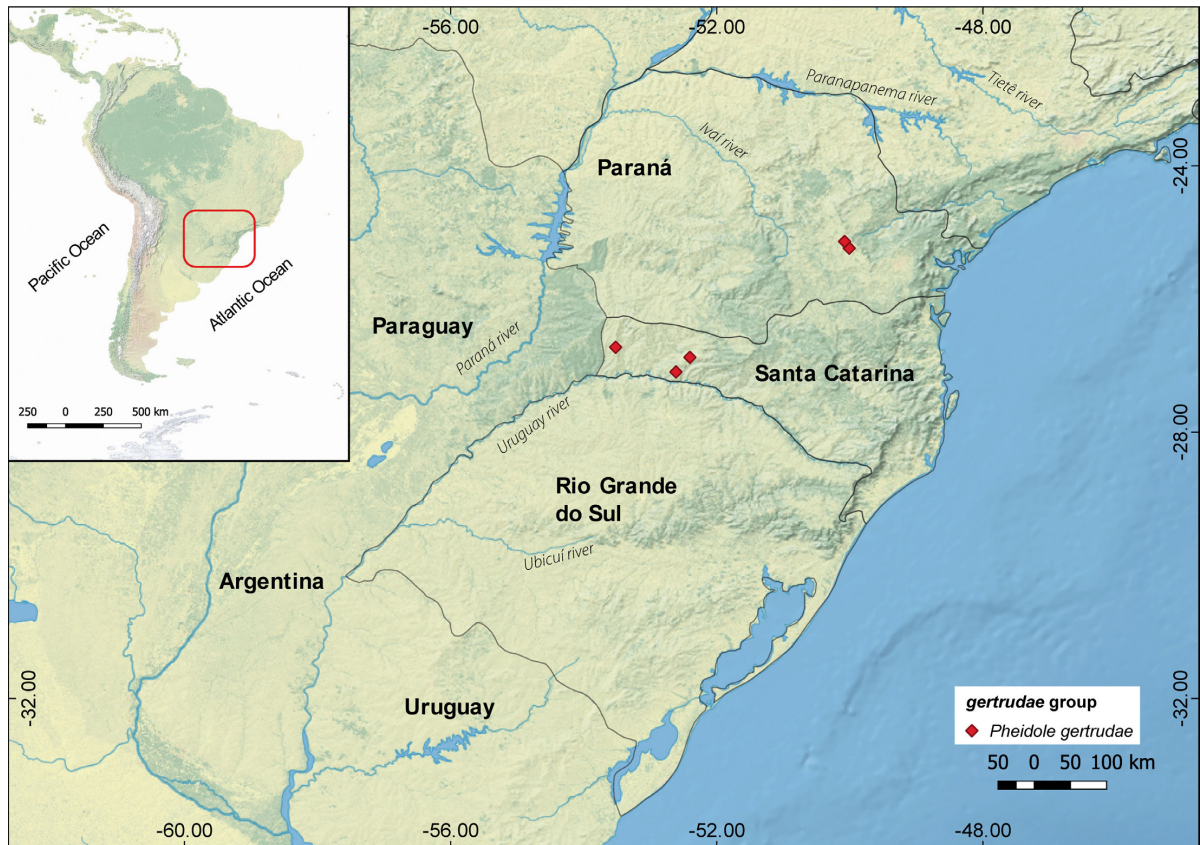 -56.00
-52.00
-48.00
Paranapanema river
Tietê river
Ivaí river
Paraná
-24.00
-24.00
Pacific Ocean
Atlantic Ocean
250 0 250 500 km
Paraguay
Paraná river
Santa Catarina
Uruguay river
-28.00
Rio Grande
do Sul
Ubicuí river
Argentina
Uruguay
-32.00
-32.00
gertrudae group
Pheidole gertrudae
50 0 50 100 km
-60.00
-56.00
-52.00
-48.00